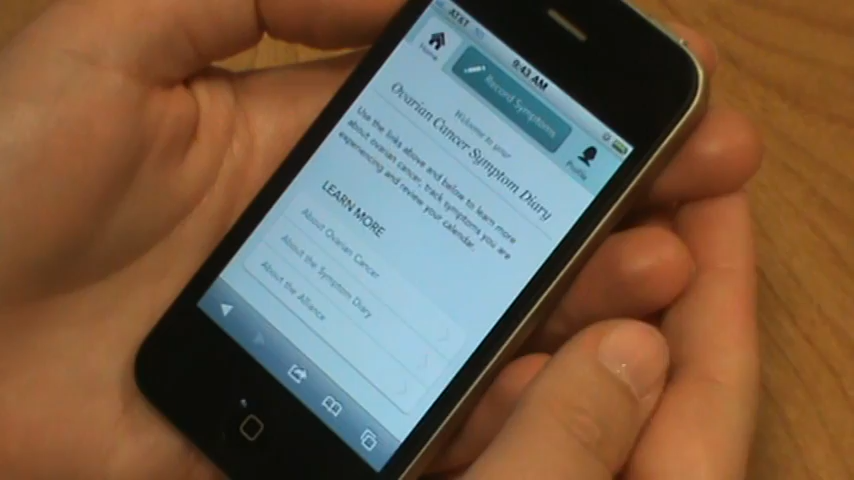 AT&T
9:43 AM
Home
Record Symptoms
Profile
Welcome to your
Ovarian Cancer Symptom Diary
Use the links above and below to learn more
about ovarian cancer, track symptoms you are
experiencing and review your calendar.
LEARN MORE
About Ovarian Cancer
About the Symptom Diary
About the Alliance